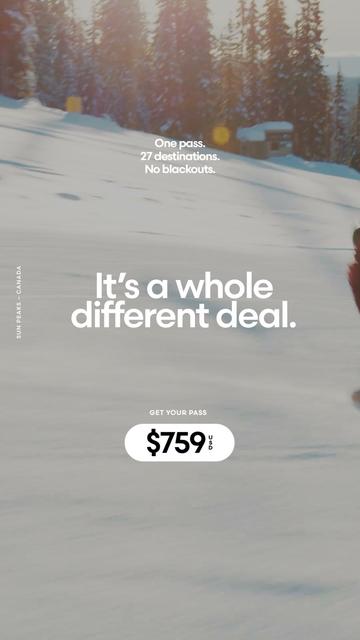 One pass.
27 destinations.
No blackouts.
SUN PEAKS – CANADA
It's a whole
different deal.
GET YOUR PASS
$759 USD